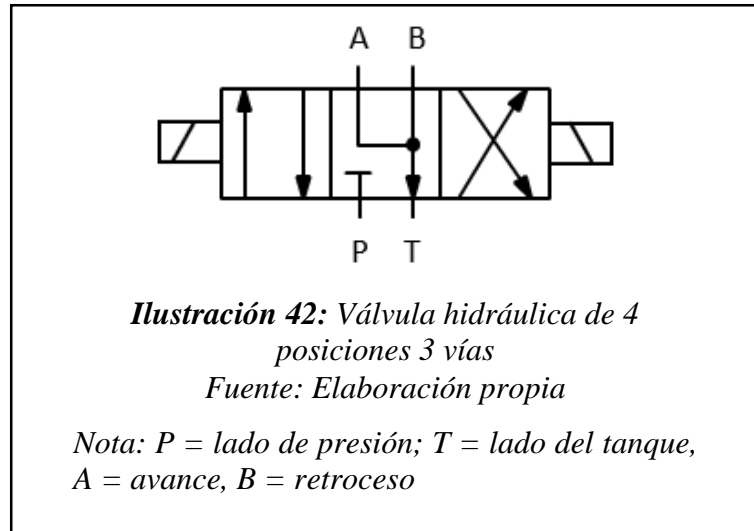 A B
P T
Ilustración 42: Válvula hidráulica de 4
posiciones 3 vías
Fuente: Elaboración propia
Nota: P = lado de presión; T = lado del tanque,
A = avance, B = retroceso